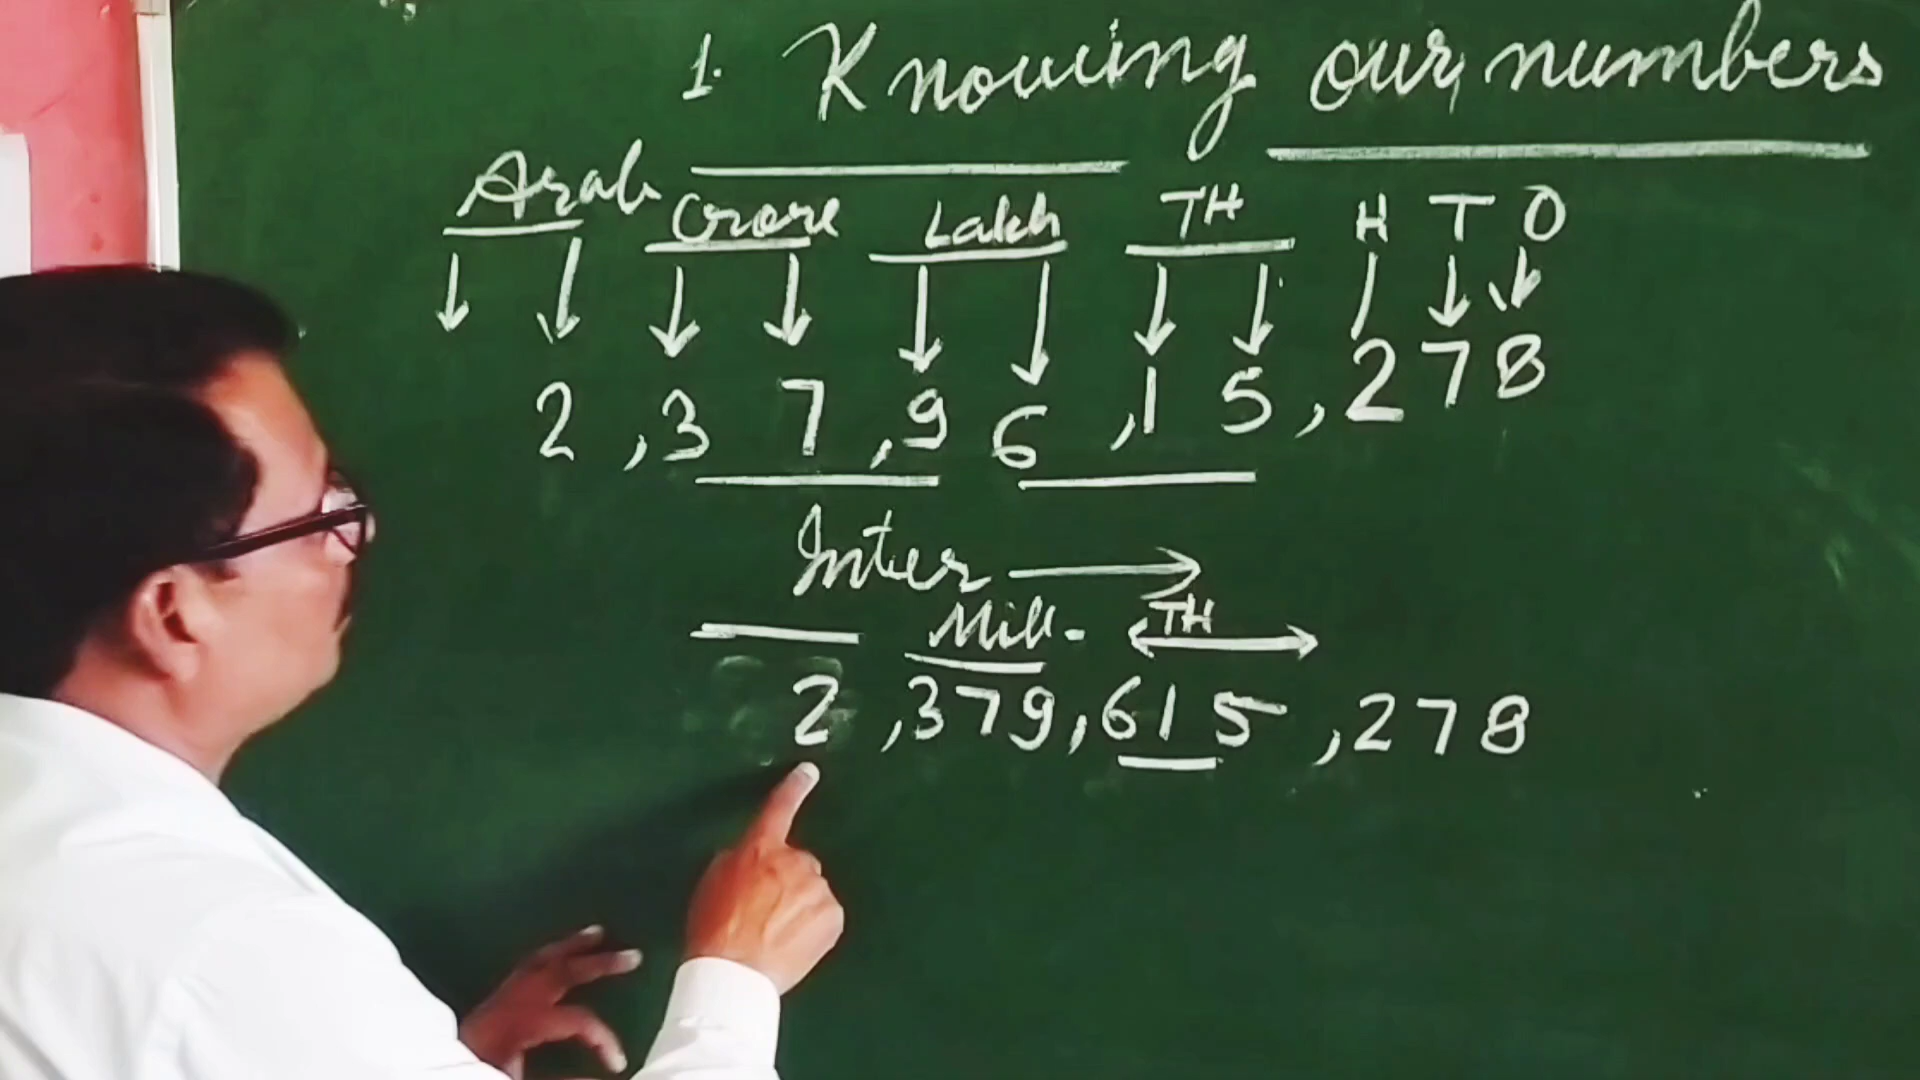 1. Knowing our numbers
Arab Crore Lakh TH H T O
2,37,96,15,278
Inter
Mill. TH
2,379,615,278